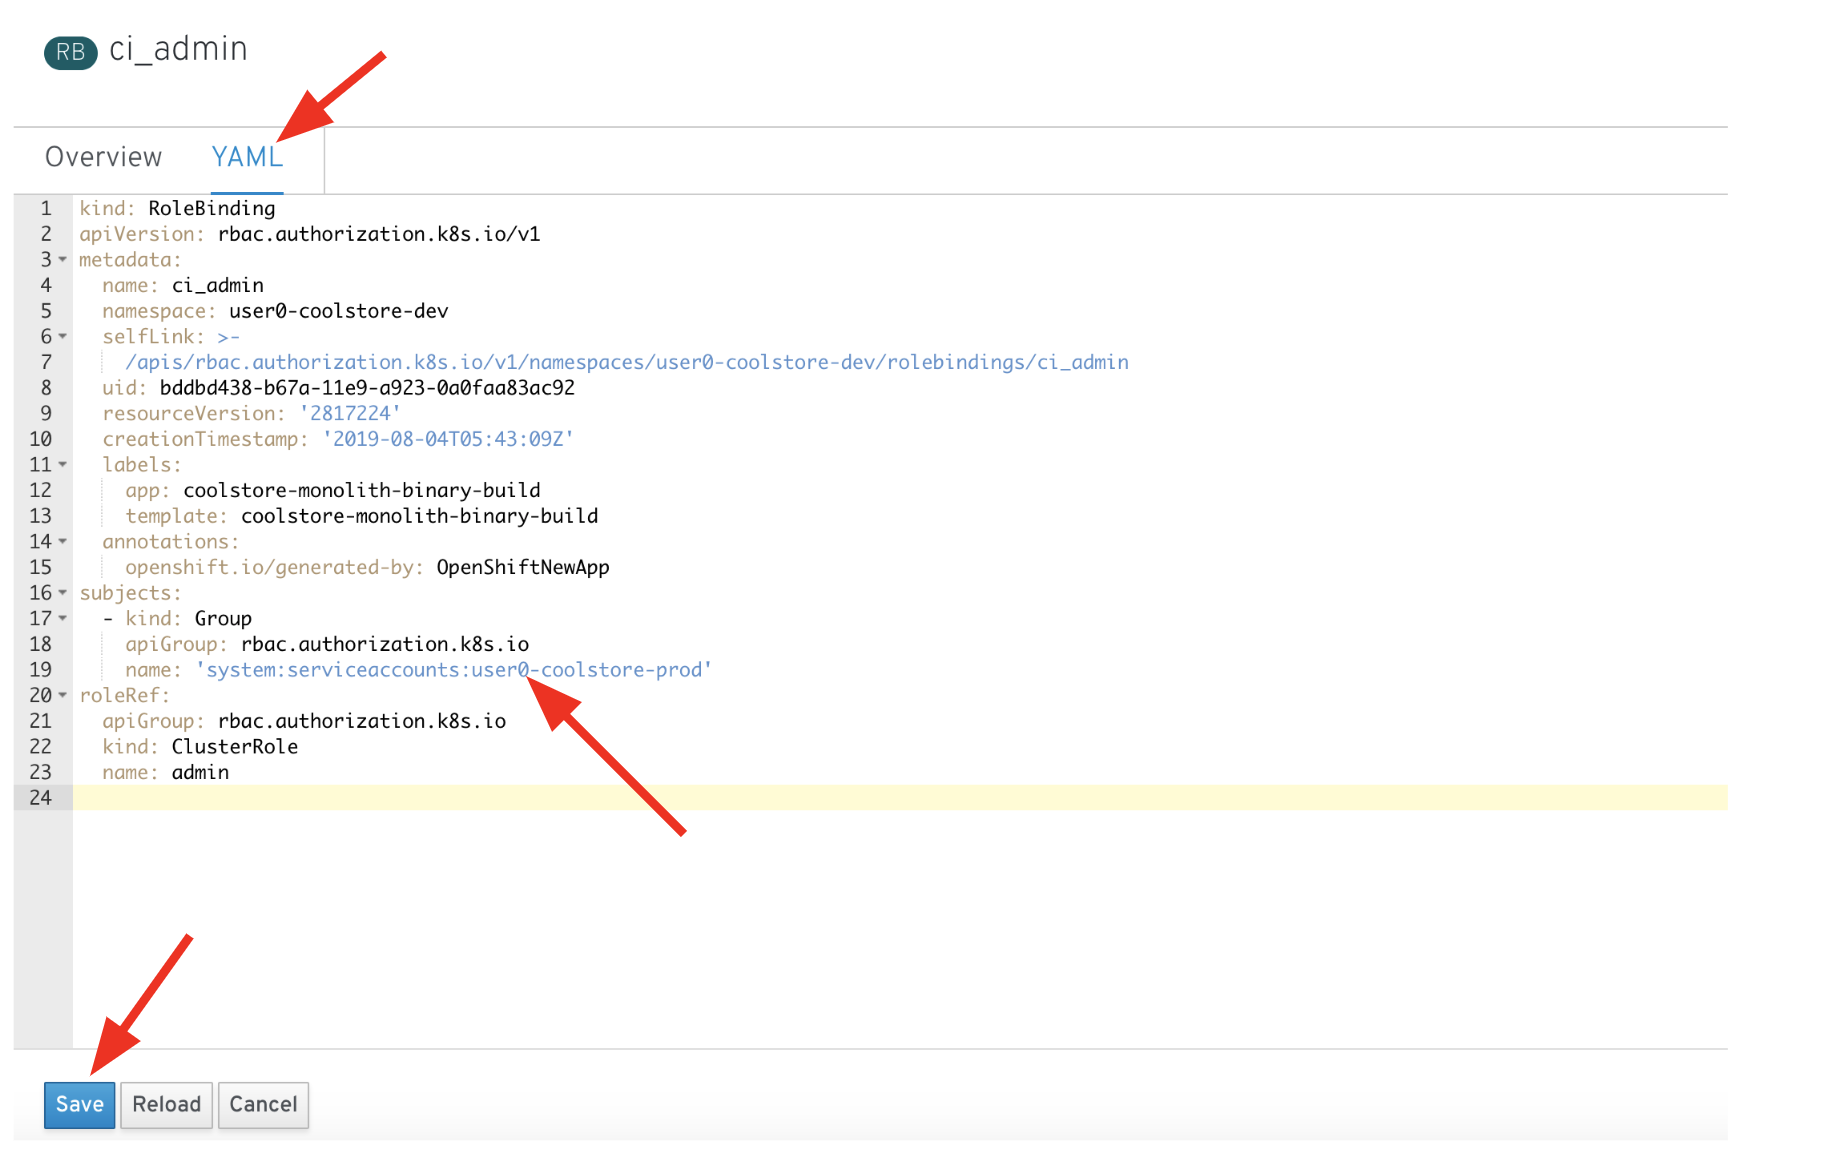 RB ci_admin
Overview YAML
1 kind: RoleBinding
2 apiVersion: rbac.authorization.k8s.io/v1
3 metadata:
4   name: ci_admin
5   namespace: user0-coolstore-dev
6   selfLink: >-
7     /apis/rbac.authorization.k8s.io/v1/namespaces/user0-coolstore-dev/rolebindings/ci_admin
8   uid: bddbd438-b67a-11e9-a923-0a0faa83ac92
9   resourceVersion: '2817224'
10   creationTimestamp: '2019-08-04T05:43:09Z'
11   labels:
12     app: coolstore-monolith-binary-build
13     template: coolstore-monolith-binary-build
14   annotations:
15     openshift.io/generated-by: OpenShiftNewApp
16 subjects:
17   - kind: Group
18     apiGroup: rbac.authorization.k8s.io
19     name: 'system:serviceaccounts:user0-coolstore-prod'
20 roleRef:
21   apiGroup: rbac.authorization.k8s.io
22   kind: ClusterRole
23   name: admin
24
Save Reload Cancel